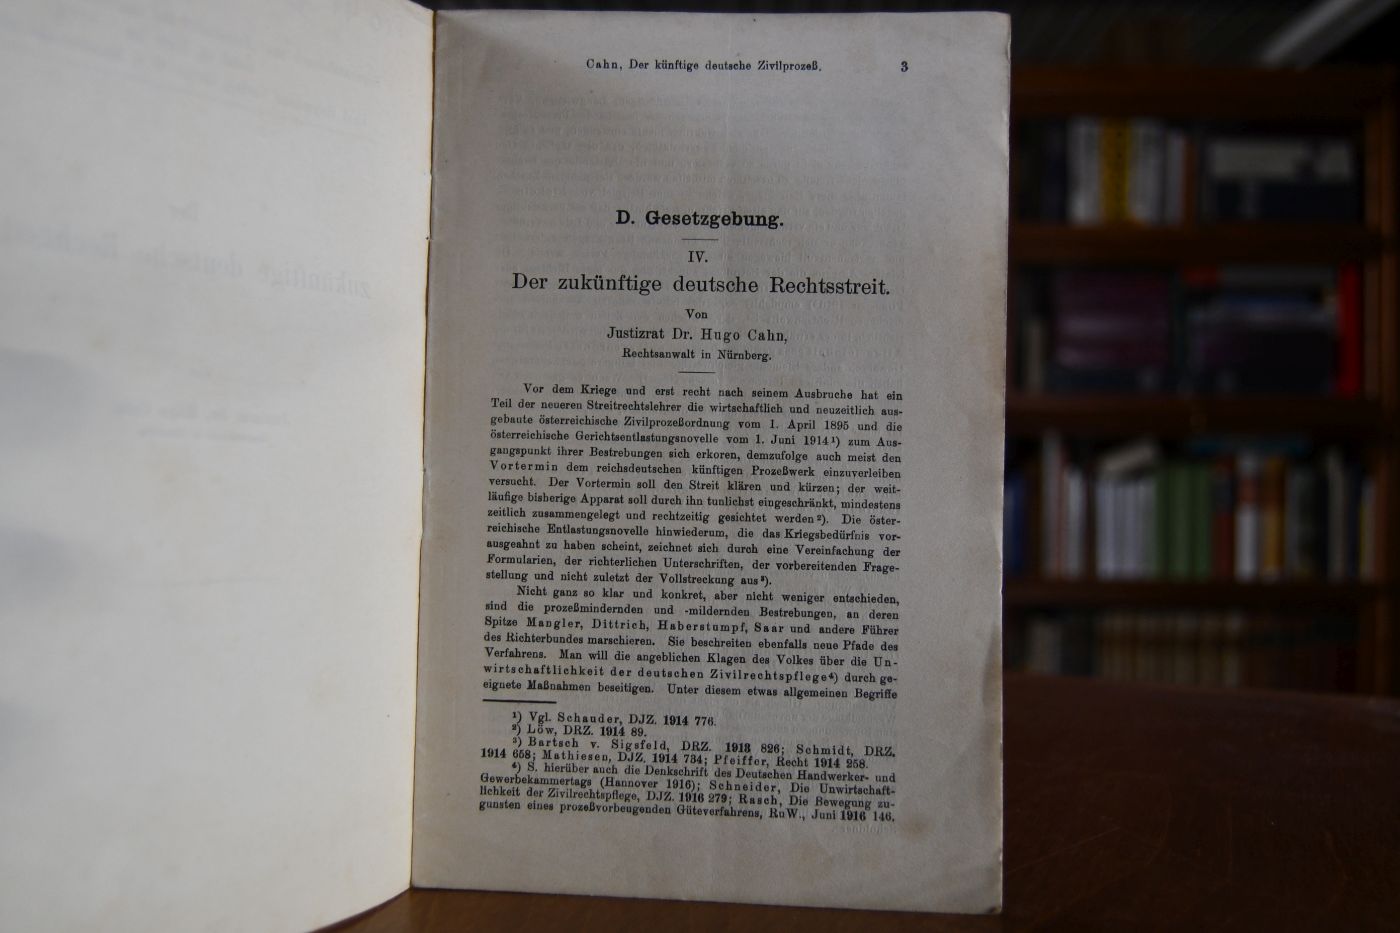 Cahn, Der künftige deutsche Zivilprozeß. 3
D. Gesetzgebung.
IV.
Der zukünftige deutsche Rechtsstreit.
Von
Justizrat Dr. Hugo Cahn,
Rechtsanwalt in Nürnberg.
Vor dem Kriege und erst recht nach seinem Ausbruche hat ein
Teil der neueren Streitrechtslehrer die wirtschaftlich und neuzeitlich aus-
gebaute österreichische Zivilprozeßordnung vom 1. April 1895 und die
österreichische Gerichtsentlastungsnovelle vom 1. Juni 1914¹) zum Aus-
gangspunkt ihrer Bestrebungen sich erkoren, demzufolge auch meist den
Vortermin dem reichsdeutschen künftigen Prozeßwerk einzuverleiben
versucht. Der Vortermin soll den Streit klären und kürzen; der weit-
läufige bisherige Apparat soll durch ihn tunlichst eingeschränkt, mindestens
zeitlich zusammengelegt und rechtzeitig gesichtet werden²). Die öster-
reichische Entlastungsnovelle hinwiederum, die das Kriegsbedürfnis vor-
ausgeahnt zu haben scheint, zeichnet sich durch eine Vereinfachung der
Formularien, der richterlichen Unterschriften, der vorbereitenden Frage-
stellung und nicht zuletzt der Vollstreckung aus³).
Nicht ganz so klar und konkret, aber nicht weniger entschieden,
sind die prozeßmindernden und -mildernden Bestrebungen, an deren
Spitze Mangler, Dittrich, Haberstumpf, Saar und andere Führer
des Richterbundes marschieren. Sie beschreiten ebenfalls neue Pfade des
Verfahrens. Man will die angeblichen Klagen des Volkes über die Un-
wirtschaftlichkeit der deutschen Zivilrechtspflege⁴) durch ge-
eignete Maßnahmen beseitigen. Unter diesem etwas allgemeinen Begriffe
¹) Vgl. Schauder, DJZ. 1914 776.
²) Löw, DRZ. 1914 89.
³) Bartsch v. Sigsfeld, DRZ. 1913 826; Schmidt, DRZ.
1914 658; Mathiesen, DJZ. 1914 734; Pfeiffer, Recht 1914 258.
⁴) S. hierüber auch die Denkschrift des Deutschen Handwerker- und
Gewerbekammertags (Hannover 1916); Schneider, Die Unwirtschaft-
lichkeit der Zivilrechtspflege, DJZ. 1916 279; Rasch, Die Bewegung zu-
gunsten eines prozeßvorbeugenden Güteverfahrens, RuW., Juni 1916 146.